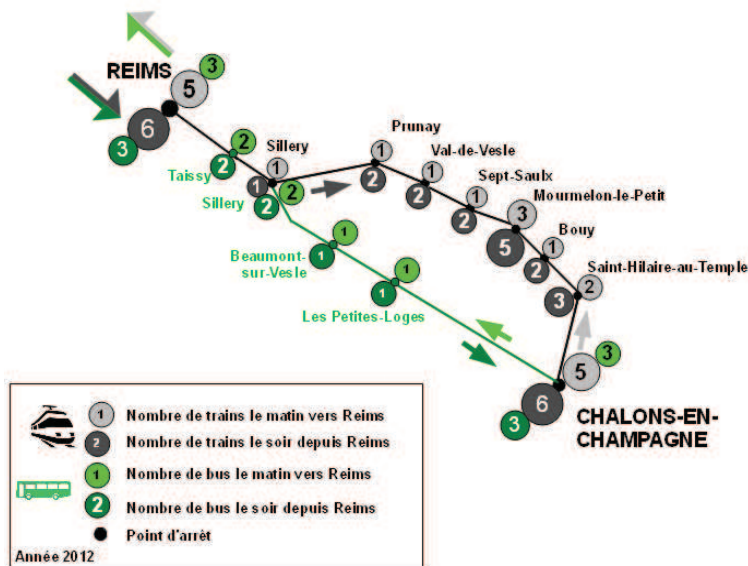 REIMS
5
3
6
3
Taissy
2
2
Sillery
1
1
2
2
Sillery
Prunay
1
2
Val-de-Vesle
1
2
Sept-Saulx
1
2
Mourmelon-le-Petit
3
5
Bouy
1
2
Saint-Hilaire-au-Temple
2
3
Beaumont-
sur-Vesle
1
1
Les Petites-Loges
1
1
5
3
6
3
CHALONS-EN-
CHAMPAGNE
1 Nombre de trains le matin vers Reims
2 Nombre de trains le soir depuis Reims
1 Nombre de bus le matin vers Reims
2 Nombre de bus le soir depuis Reims
Point d'arrêt
Année 2012